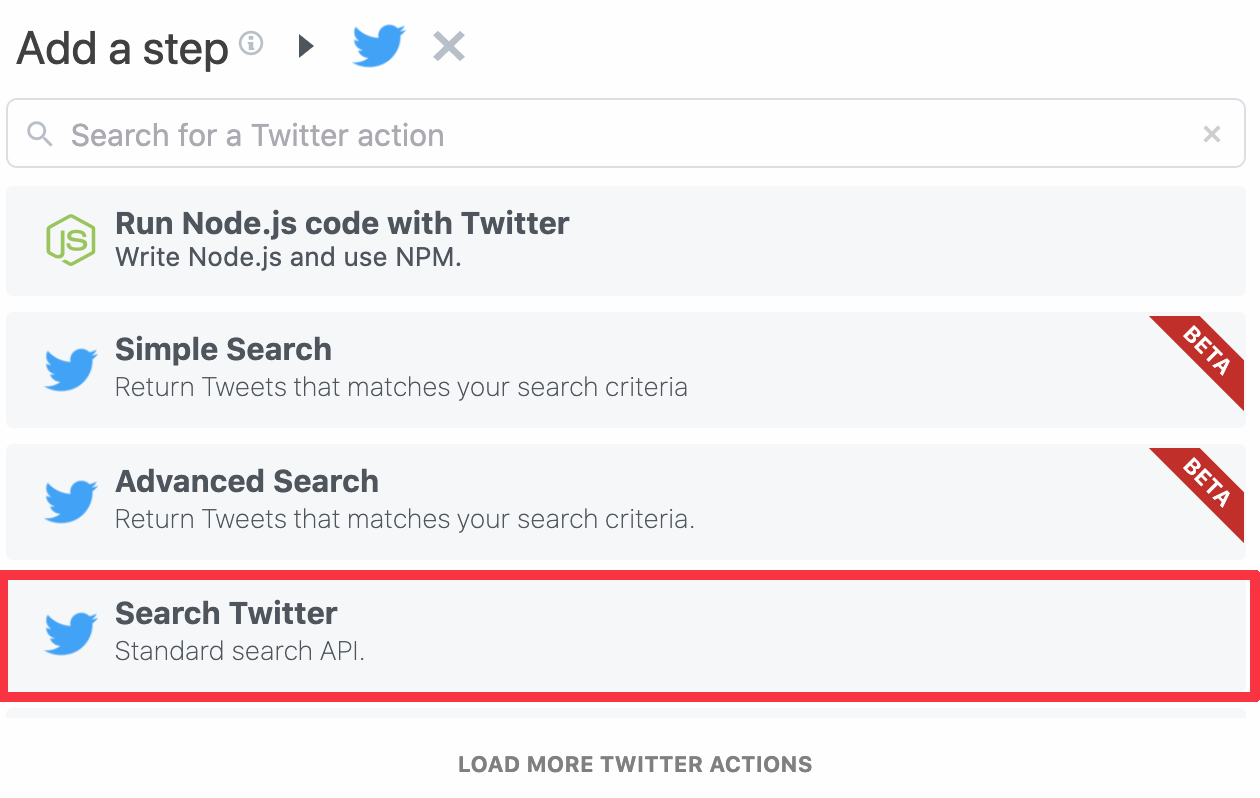 Add a step
Search for a Twitter action
JS
Run Node.js code with Twitter
Write Node.js and use NPM.
Simple Search
Return Tweets that matches your search criteria
BETA
Advanced Search
Return Tweets that matches your search criteria.
BETA
Search Twitter
Standard search API.
LOAD MORE TWITTER ACTIONS